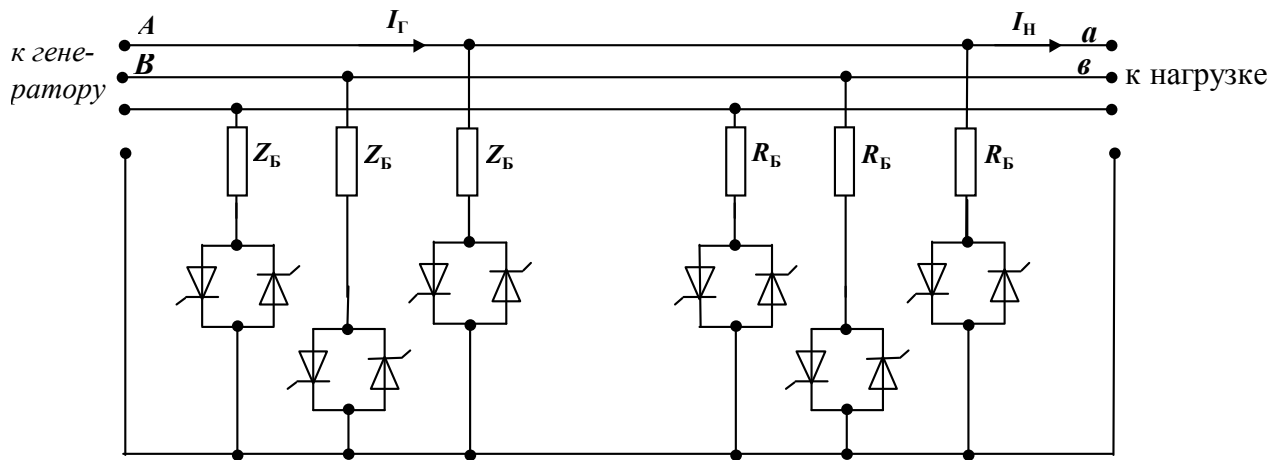 A
I_Г
I_Н
а
к гене-
B
в
ратору
к нагрузке
Z_Б
Z_Б
Z_Б
R_Б
R_Б
R_Б